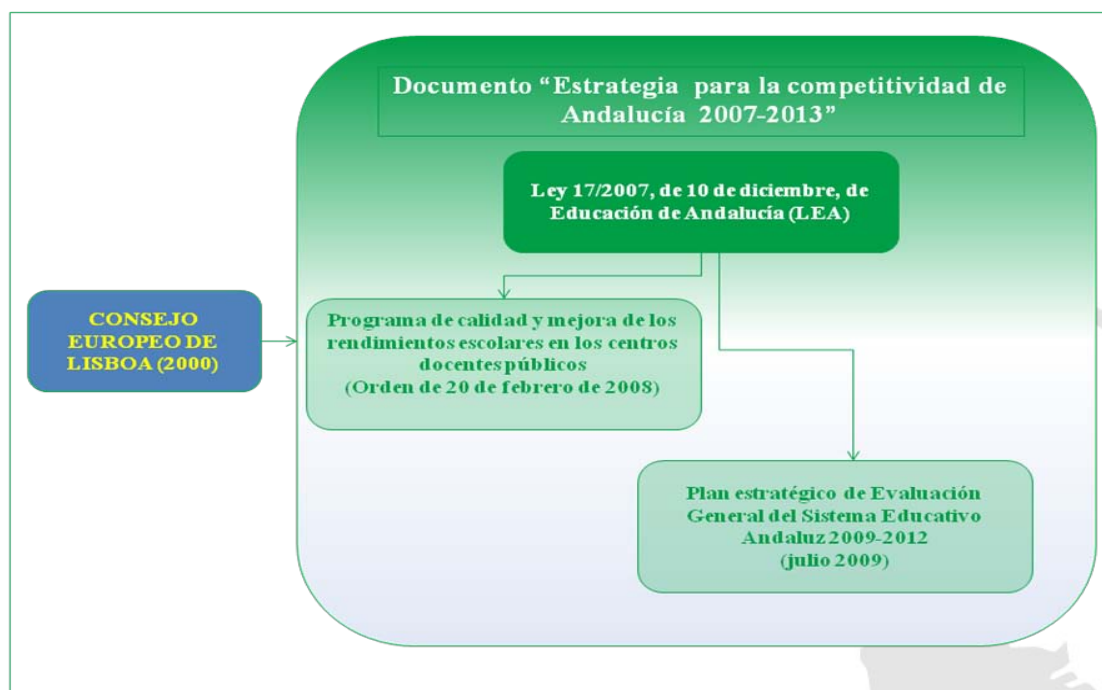 Documento “Estrategia para la competitividad de
Andalucía 2007-2013”
Ley 17/2007, de 10 de diciembre, de
Educación de Andalucía (LEA)
CONSEJO
EUROPEO DE
LISBOA (2000)
Programa de calidad y mejora de los
rendimientos escolares en los centros
docentes públicos
(Orden de 20 de febrero de 2008)
Plan estratégico de Evaluación
General del Sistema Educativo
Andaluz 2009-2012
(julio 2009)